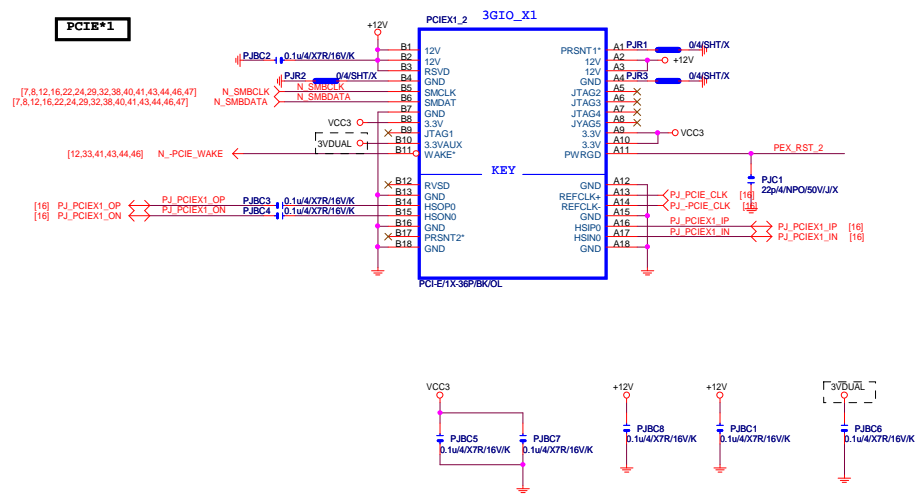 PCIE*1
PCIEX1_2 3GIO_X1
+12V
B1 12V PRSNT1* A1 PJR1 0/4/SHT/X
PJBC2 0.1u/4/X7R/16V/K B2 12V 12V A2 +12V
B3 RSVD 12V A3
PJR2 0/4/SHT/X B4 GND GND A4 PJR3 0/4/SHT/X
[7,8,12,16,22,24,29,32,38,40,41,43,44,46,47] N_SMBCLK N_SMBCLK B5 SMCLK JTAG2 A5
[7,8,12,16,22,24,29,32,38,40,41,43,44,46,47] N_SMBDATA N_SMBDATA B6 SMDAT JTAG3 A6
B7 GND JTAG4 A7
VCC3 B8 3.3V JYAG5 A8
B9 JTAG1 3.3V A9 VCC3
3VDUAL B10 3.3VAUX 3.3V A10
[12,33,41,43,44,46] N_-PCIE_WAKE B11 WAKE* PWRGD A11 PEX_RST_2
KEY
B12 RVSD GND A12
PJC1
22p/4/NPO/50V/J/X
B13 GND REFCLK+ A13 PJ_PCIE_CLK [16]
[16] PJ_PCIEX1_OP PJ_PCIEX1_OP PJBC3 0.1u/4/X7R/16V/K B14 HSOP0 REFCLK- A14 PJ_-PCIE_CLK [16]
[16] PJ_PCIEX1_ON PJ_PCIEX1_ON PJBC4 0.1u/4/X7R/16V/K B15 HSON0 GND A15
B16 GND HSIP0 A16 PJ_PCIEX1_IP PJ_PCIEX1_IP [16]
B17 PRSNT2* HSIN0 A17 PJ_PCIEX1_IN PJ_PCIEX1_IN [16]
B18 GND GND A18
PCI-E/1X-36P/BK/OL
VCC3 +12V +12V 3VDUAL
PJBC5 PJBC7 PJBC8 PJBC1 PJBC6
0.1u/4/X7R/16V/K 0.1u/4/X7R/16V/K 0.1u/4/X7R/16V/K 0.1u/4/X7R/16V/K 0.1u/4/X7R/16V/K